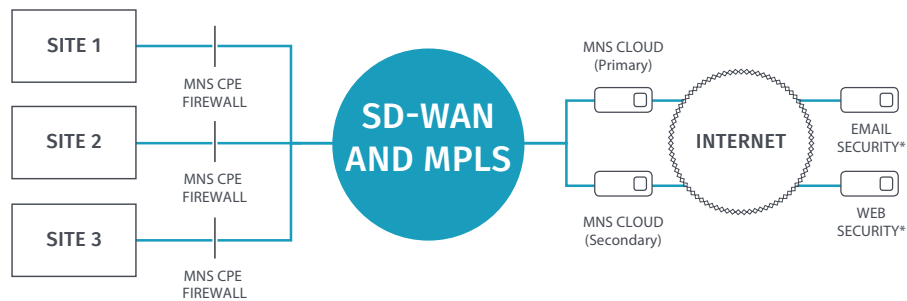 SITE 1
MNS CPE
FIREWALL
SITE 2
MNS CPE
FIREWALL
SITE 3
MNS CPE
FIREWALL
SD-WAN
AND MPLS
MNS CLOUD
(Primary)
MNS CLOUD
(Secondary)
INTERNET
EMAIL
SECURITY*
WEB
SECURITY*